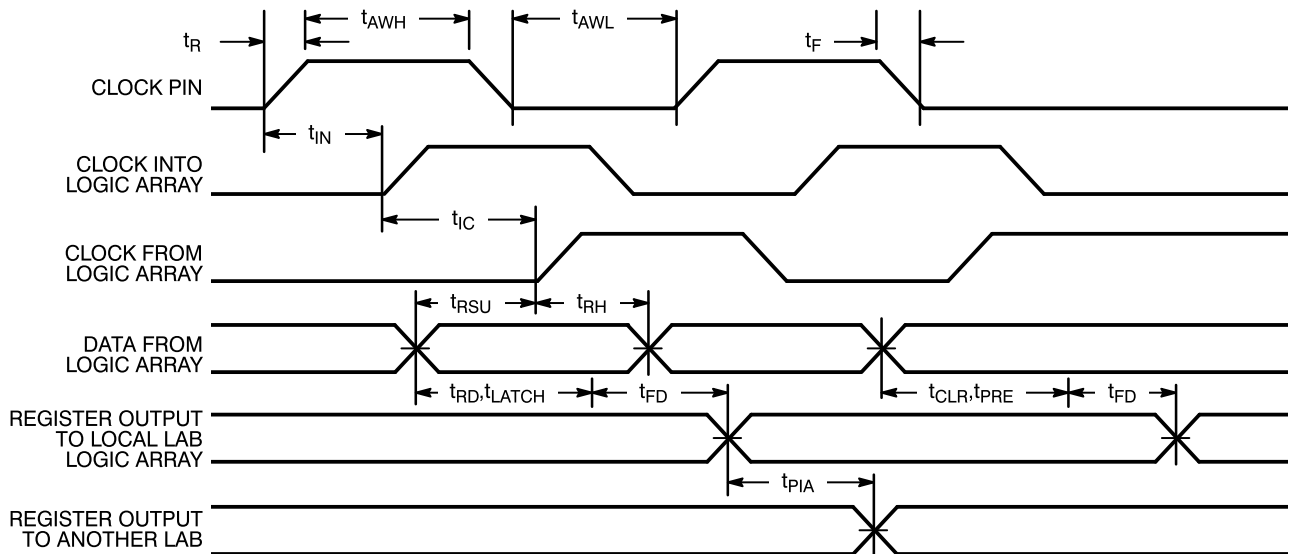 tAWH
tAWL
tR
tF
CLOCK PIN
tIN
CLOCK INTO
LOGIC ARRAY
tIC
CLOCK FROM
LOGIC ARRAY
tRSU
tRH
DATA FROM
LOGIC ARRAY
tRD,tLATCH
tFD
tCLR,tPRE
tFD
REGISTER OUTPUT
TO LOCAL LAB
LOGIC ARRAY
tPIA
REGISTER OUTPUT
TO ANOTHER LAB